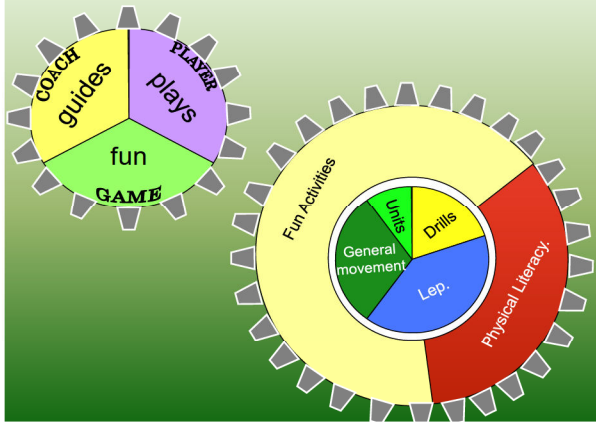 COACH
guides
PLAYER
plays
fun
GAME
Fun Activities
Physical Literacy.
Units
Drills
General
movement
Lep.